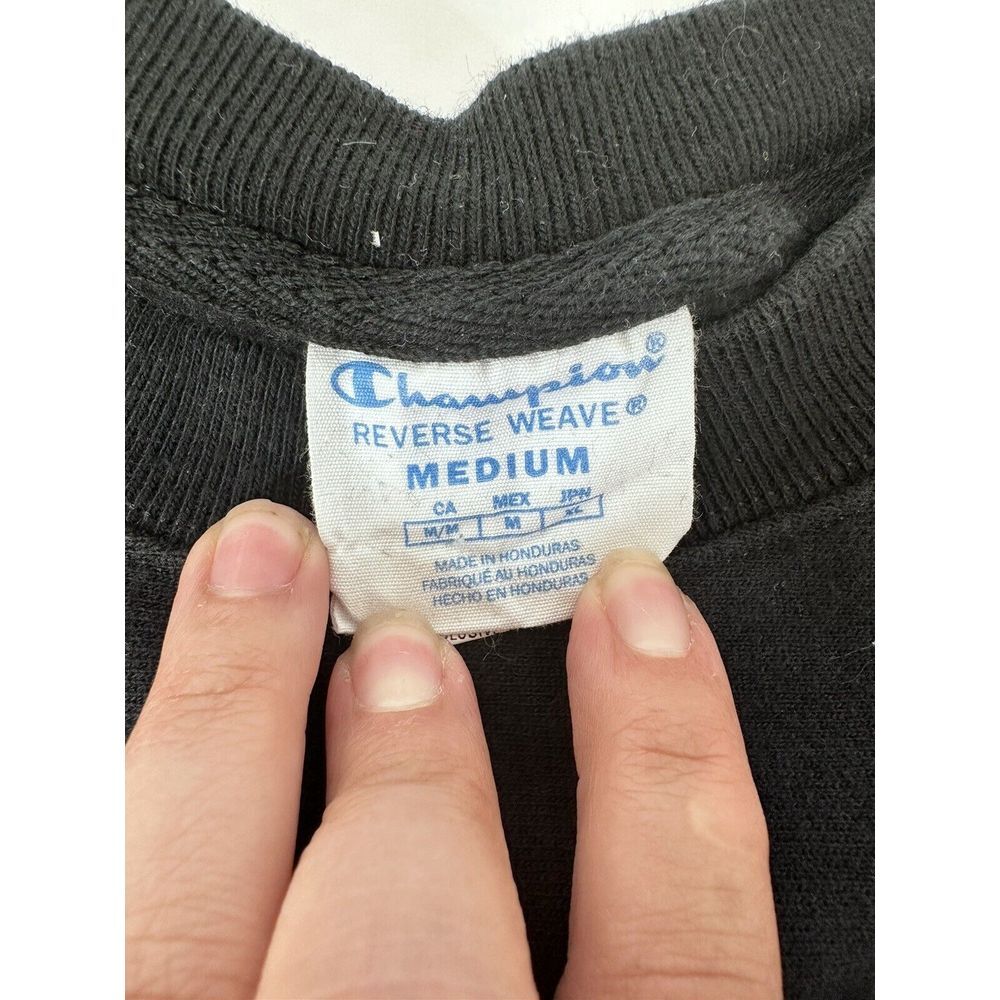 Champion®
REVERSE WEAVE®
MEDIUM
CA MEX JPN
M/M M XL
MADE IN HONDURAS
FABRIQUÉ AU HONDURAS
HECHO EN HONDURAS